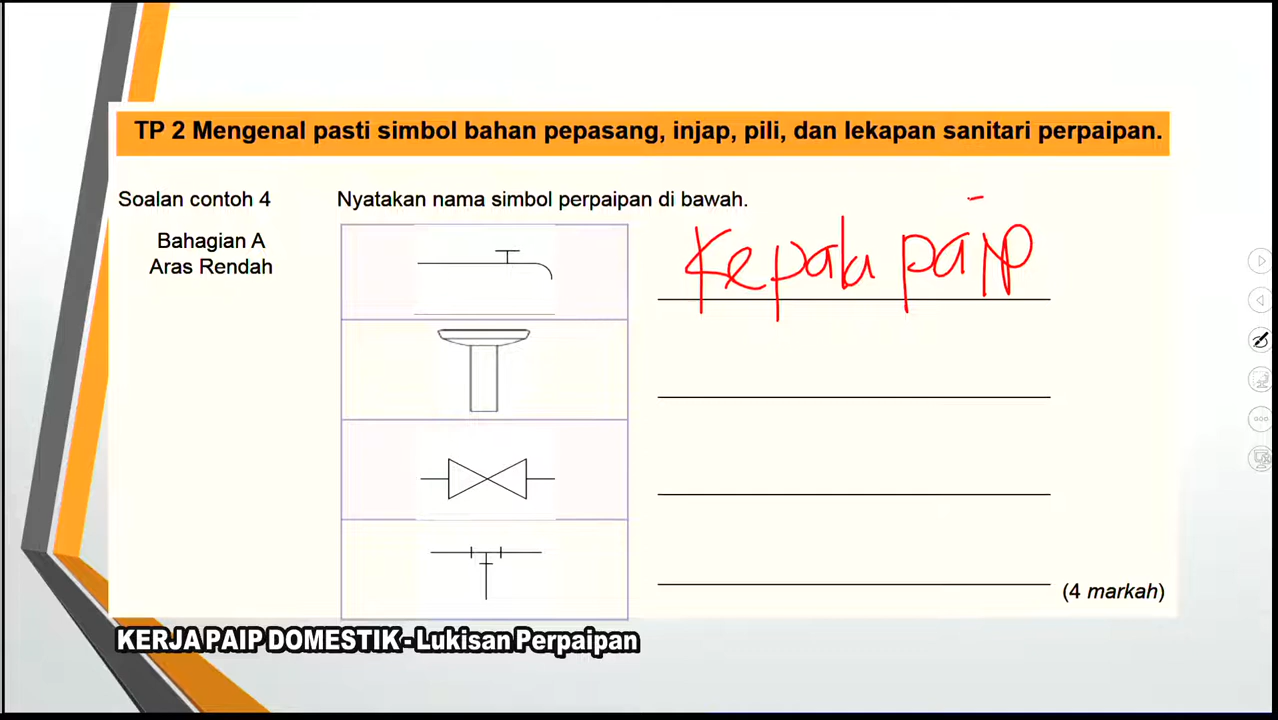 TP 2 Mengenal pasti simbol bahan pepasang, injap, pili, dan lekapan sanitari perpaipan.
Soalan contoh 4
Nyatakan nama simbol perpaipan di bawah.
Bahagian A
Aras Rendah
Kepala paip
(4 markah)
KERJA PAIP DOMESTIK - Lukisan Perpaipan